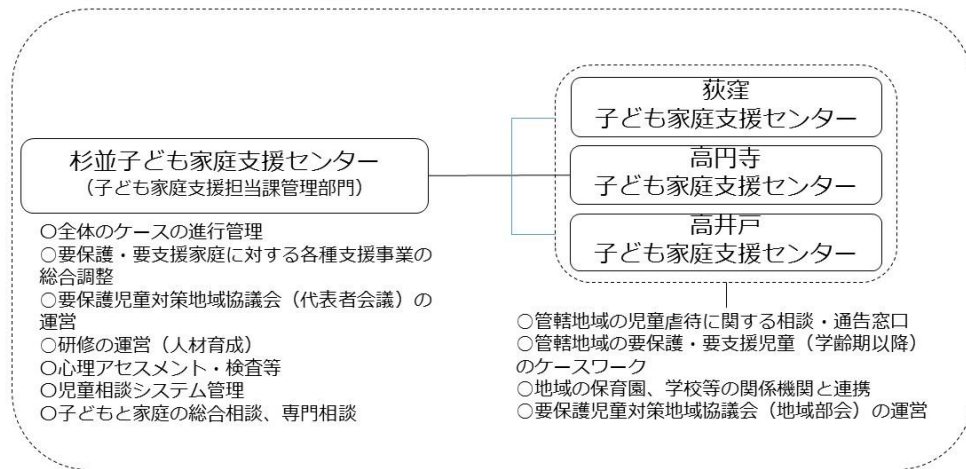 杉並子ども家庭支援センター
（子ども家庭支援担当課管理部門）
〇全体のケースの進行管理
○要保護・要支援家庭に対する各種支援事業の
総合調整
○要保護児童対策地域協議会（代表者会議）の
運営
○研修の運営（人材育成）
○心理アセスメント・検査等
〇児童相談システム管理
〇子どもと家庭の総合相談、専門相談
荻窪
子ども家庭支援センター
高円寺
子ども家庭支援センター
高井戸
子ども家庭支援センター
○管轄地域の児童虐待に関する相談・通告窓口
○管轄地域の要保護・要支援児童（学齢期以降）
のケースワーク
○地域の保育園、学校等の関係機関と連携
○要保護児童対策地域協議会（地域部会）の運営